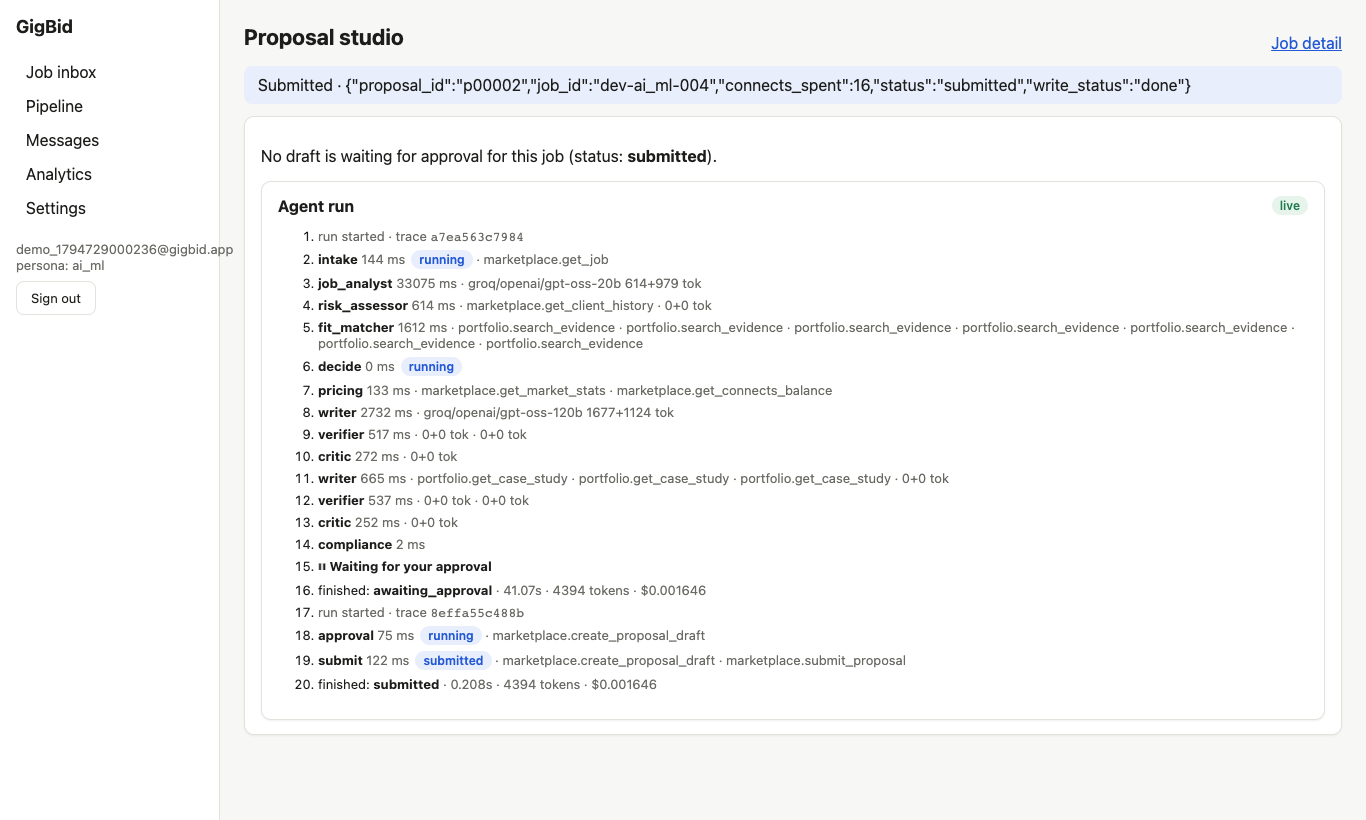 GigBid
Job inbox
Pipeline
Messages
Analytics
Settings
demo_1794729000236@gigbid.app
persona: ai_ml
Sign out
Proposal studio
Job detail
Submitted · {"proposal_id":"p00002","job_id":"dev-ai_ml-004","connects_spent":16,"status":"submitted","write_status":"done"}
No draft is waiting for approval for this job (status: submitted).
Agent run
live
1. run started · trace a7ea563c7984
2. intake 144 ms running · marketplace.get_job
3. job_analyst 33075 ms · groq/openai/gpt-oss-20b 614+979 tok
4. risk_assessor 614 ms · marketplace.get_client_history · 0+0 tok
5. fit_matcher 1612 ms · portfolio.search_evidence · portfolio.search_evidence · portfolio.search_evidence · portfolio.search_evidence · portfolio.search_evidence ·
portfolio.search_evidence · portfolio.search_evidence
6. decide 0 ms running
7. pricing 133 ms · marketplace.get_market_stats · marketplace.get_connects_balance
8. writer 2732 ms · groq/openai/gpt-oss-120b 1677+1124 tok
9. verifier 517 ms · 0+0 tok · 0+0 tok
10. critic 272 ms · 0+0 tok
11. writer 665 ms · portfolio.get_case_study · portfolio.get_case_study · portfolio.get_case_study · 0+0 tok
12. verifier 537 ms · 0+0 tok · 0+0 tok
13. critic 252 ms · 0+0 tok
14. compliance 2 ms
15. ⏸ Waiting for your approval
16. finished: awaiting_approval · 41.07s · 4394 tokens · $0.001646
17. run started · trace 8effa55c488b
18. approval 75 ms running · marketplace.create_proposal_draft
19. submit 122 ms submitted · marketplace.create_proposal_draft · marketplace.submit_proposal
20. finished: submitted · 0.208s · 4394 tokens · $0.001646